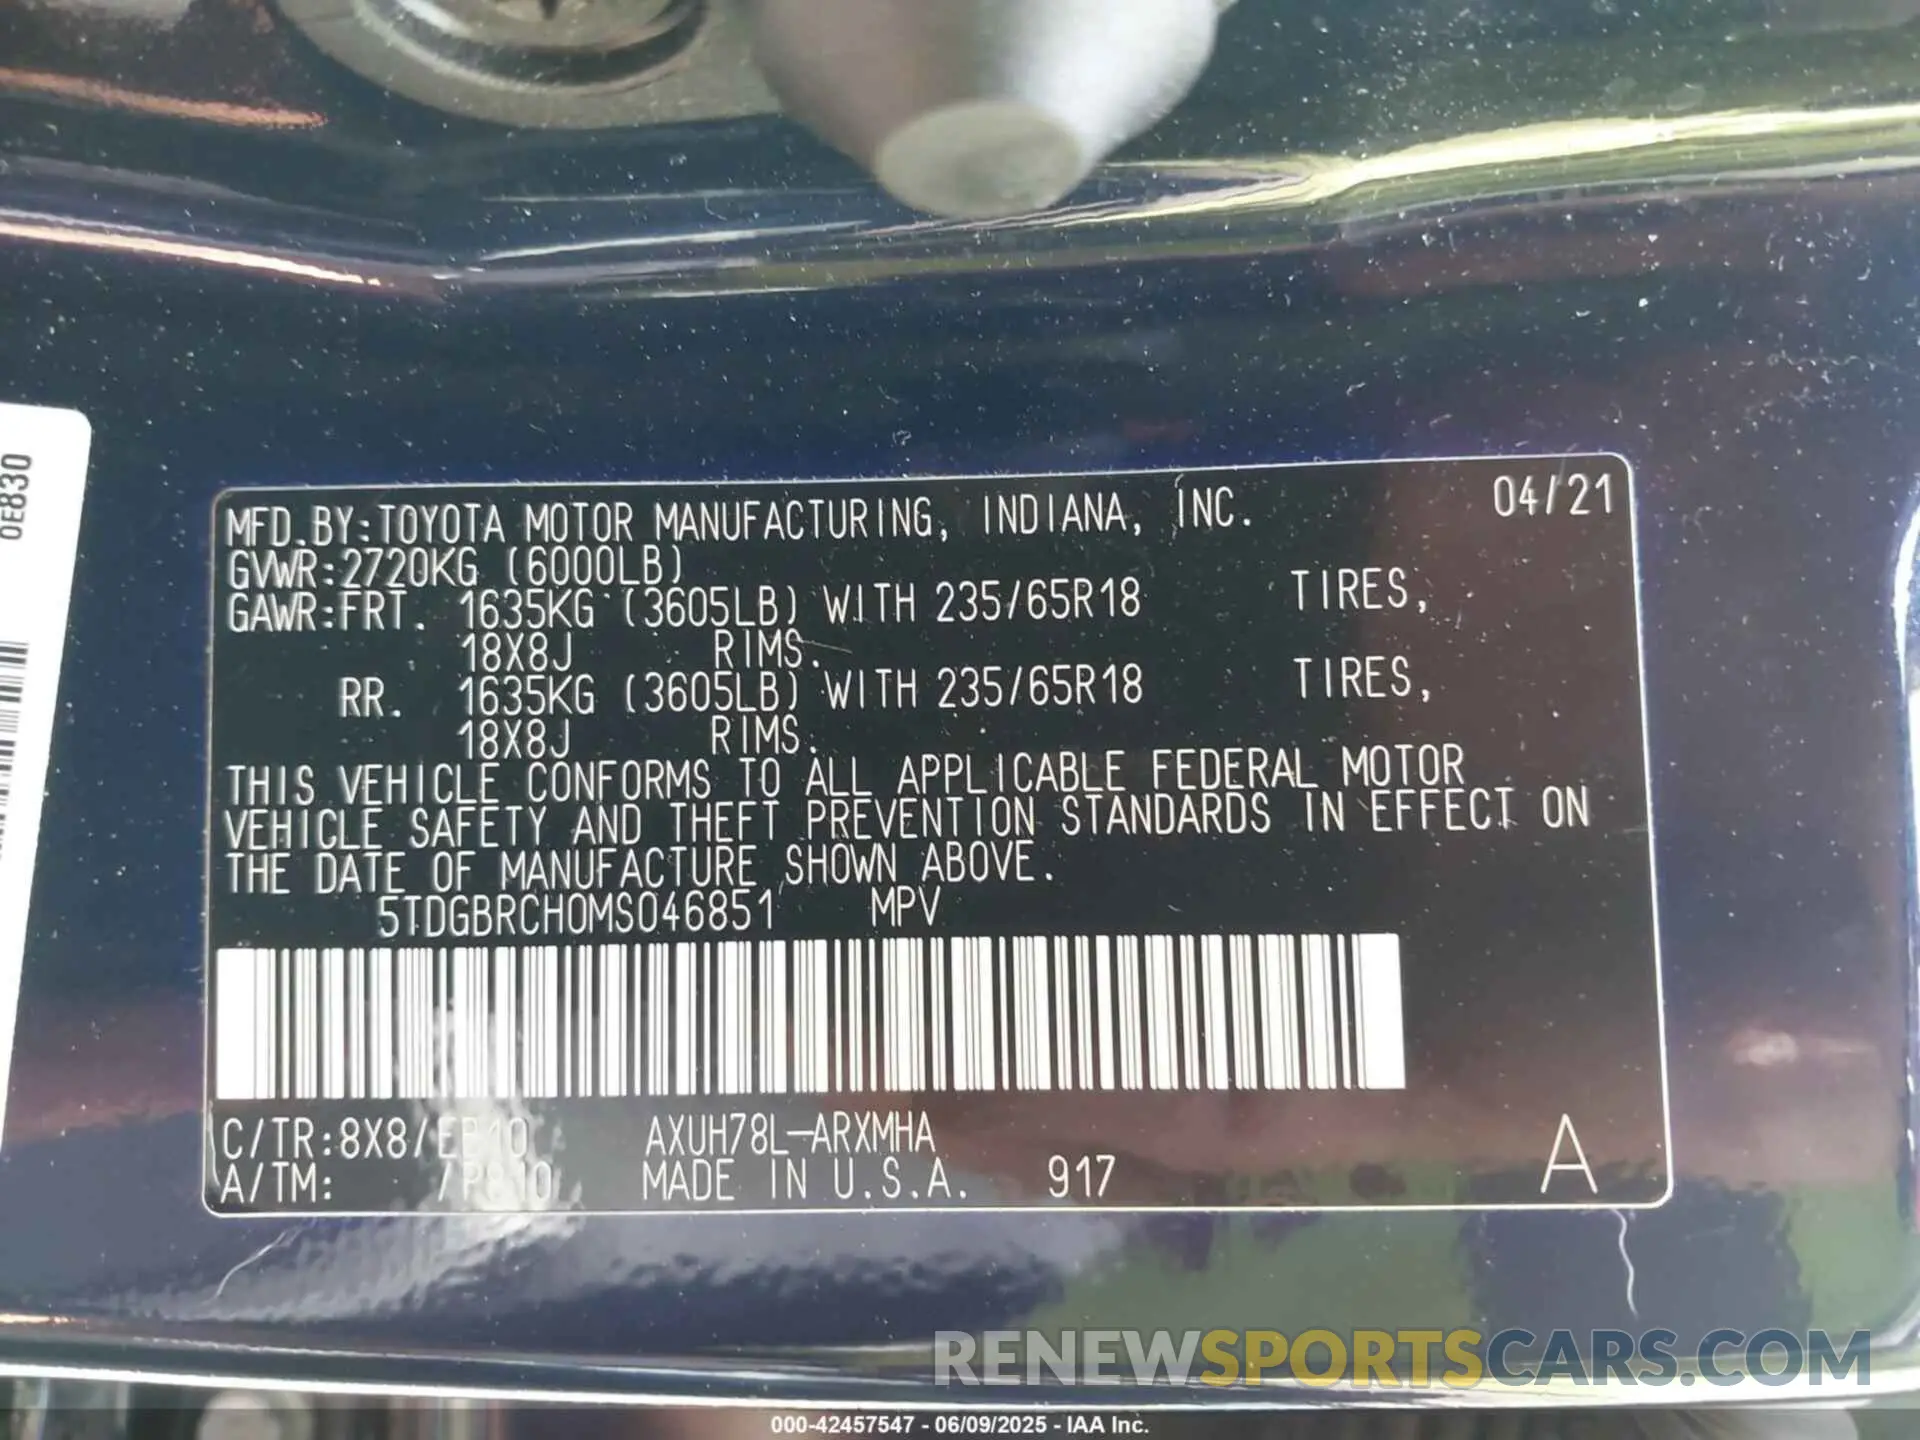 0E830
MFD.BY:TOYOTA MOTOR MANUFACTURING, INDIANA, INC. 04/21
GVWR:2720KG (6000LB)
GAWR:FRT. 1635KG (3605LB) WITH 235/65R18 TIRES,
18X8J RIMS.
RR. 1635KG (3605LB) WITH 235/65R18 TIRES,
18X8J RIMS.
THIS VEHICLE CONFORMS TO ALL APPLICABLE FEDERAL MOTOR
VEHICLE SAFETY AND THEFT PREVENTION STANDARDS IN EFFECT ON
THE DATE OF MANUFACTURE SHOWN ABOVE.
5TDGBRCH0MS046851 MPV
C/TR:8X8/EB10 AXUH78L-ARXMHA
A/TM: /P810 MADE IN U.S.A. 917 A
RENEWSPORTSCARS.COM
000-42457547 - 06/09/2025 - IAA Inc.